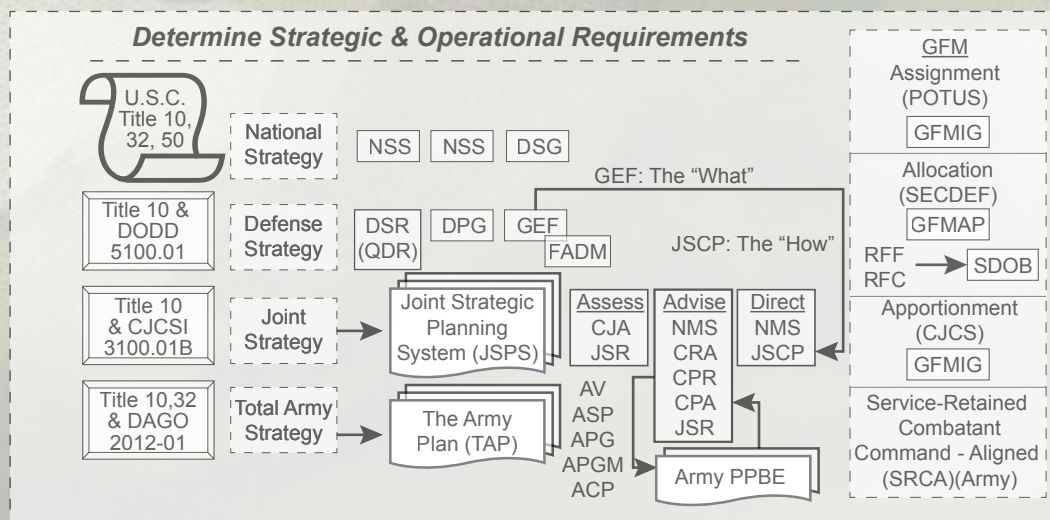 Determine Strategic & Operational Requirements
U.S.C.
Title 10,
32, 50
National
Strategy
NSS
NSS
DSG
GEF: The “What”
Title 10 &
DODD
5100.01
Defense
Strategy
DSR
(QDR)
DPG
GEF
FADM
JSCP: The “How”
Title 10
& CJCSI
3100.01B
Joint
Strategy
Joint Strategic
Planning
System (JSPS)
Assess
CJA
JSR
Advise
NMS
CRA
CPR
CPA
JSR
Direct
NMS
JSCP
Title 10,32
& DAGO
2012-01
Total Army
Strategy
The Army
Plan (TAP)
AV
ASP
APG
APGM
ACP
Army PPBE
GFM
Assignment
(POTUS)
GFMIG
Allocation
(SECDEF)
GFMAP
RFF
RFC
SDOB
Apportionment
(CJCS)
GFMIG
Service-Retained
Combatant
Command - Aligned
(SRCA)(Army)